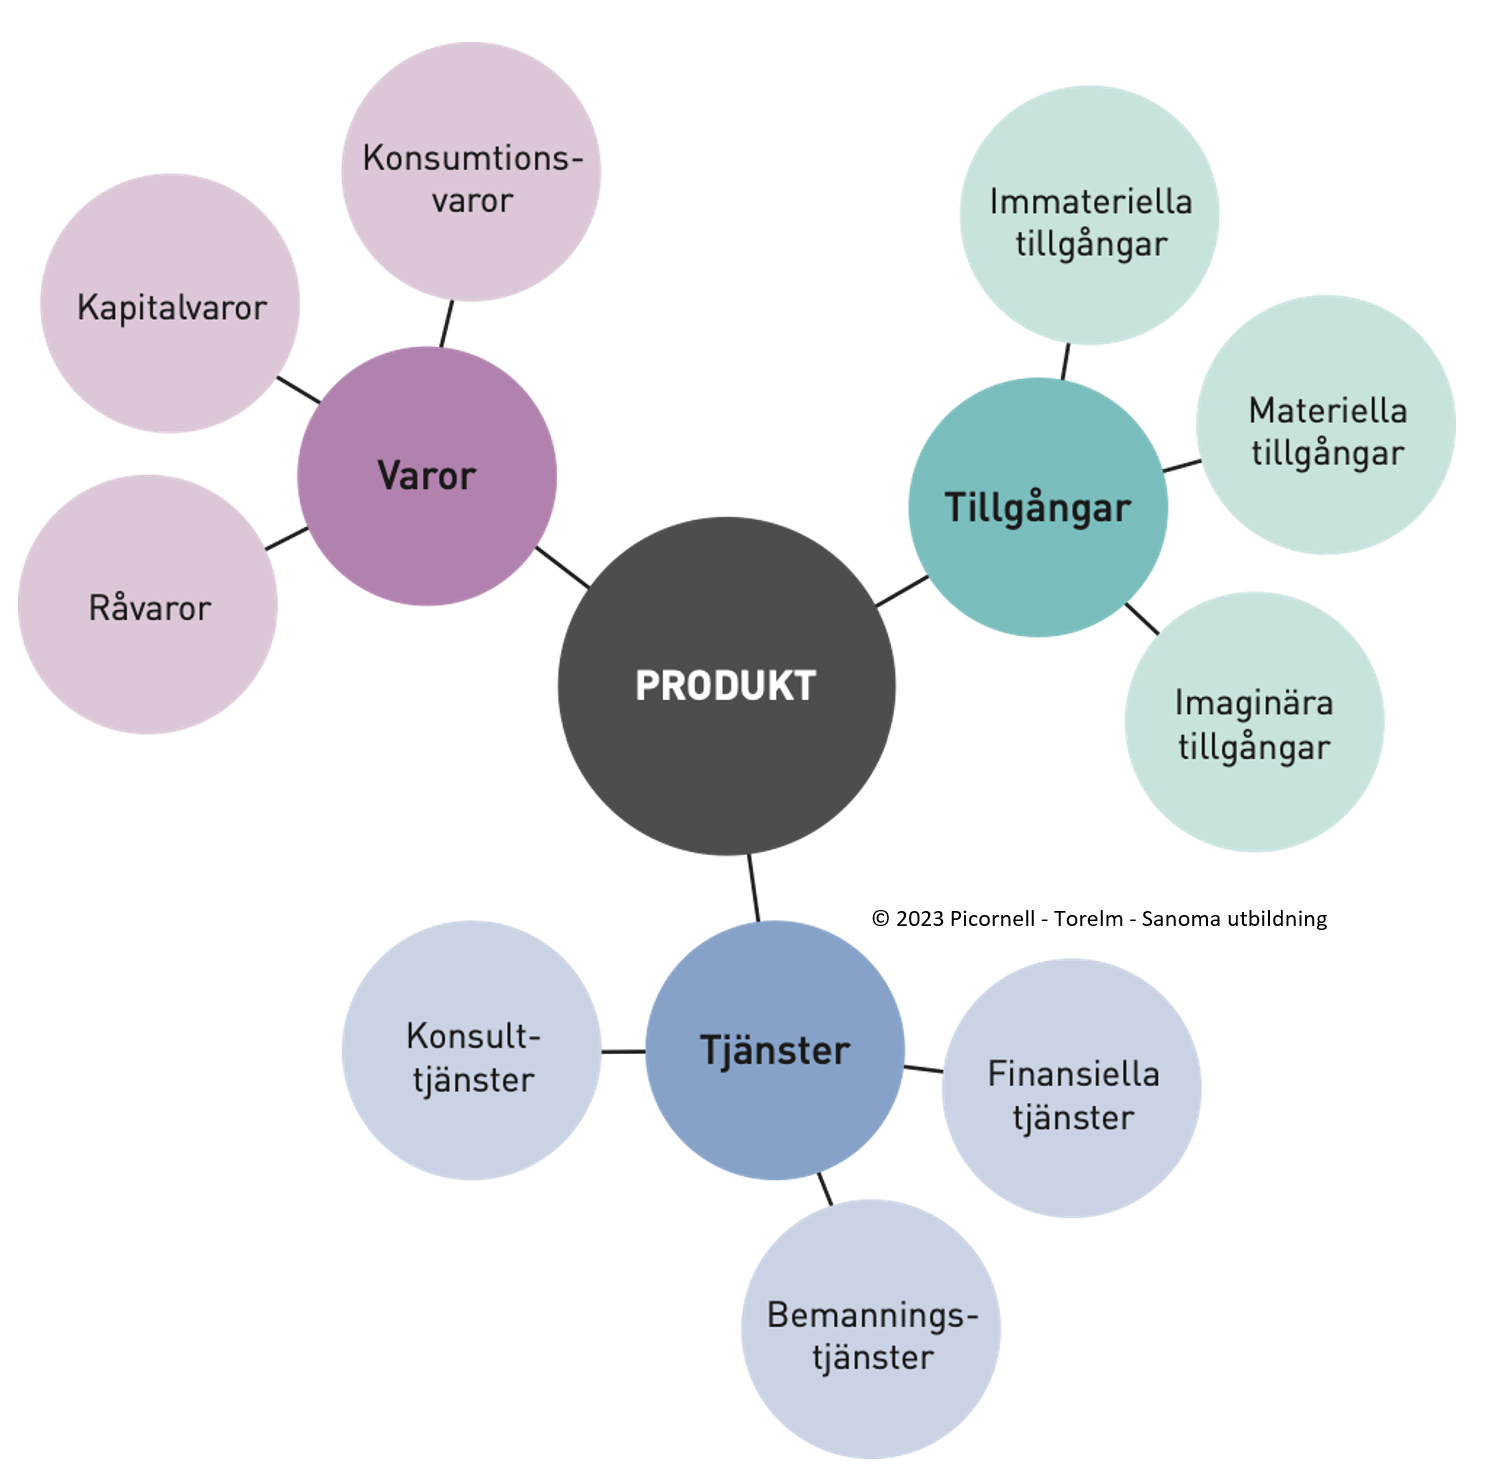 Konsumtions-
varor
Kapitalvaror
Råvaror
Varor
Immateriella
tillgångar
Materiella
tillgångar
Tillgångar
Imaginära
tillgångar
PRODUKT
© 2023 Picornell - Torelm - Sanoma utbildning
Konsult-
tjänster
Tjänster
Finansiella
tjänster
Bemannings-
tjänster